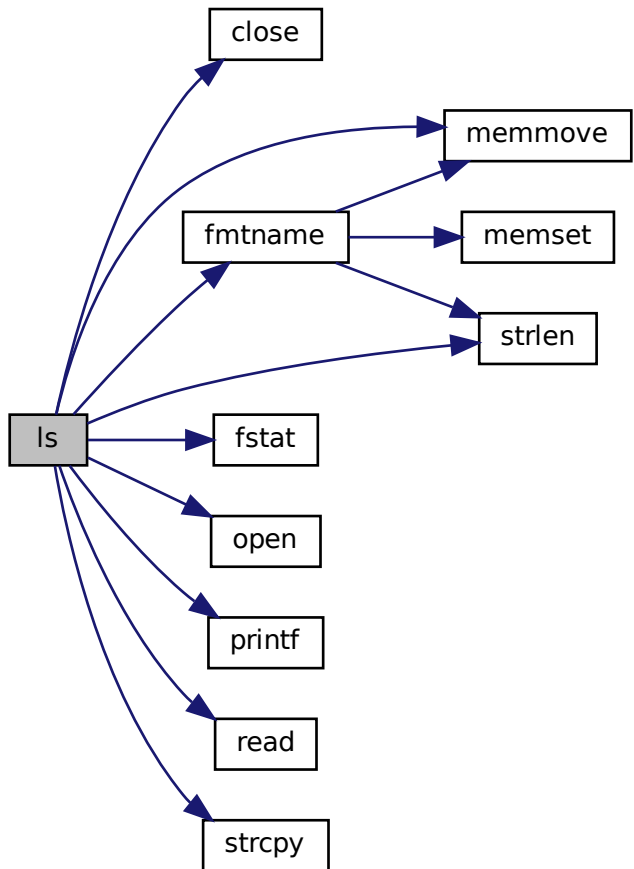 close
memmove
fmtname
memset
strlen
ls
fstat
open
printf
read
strcpy